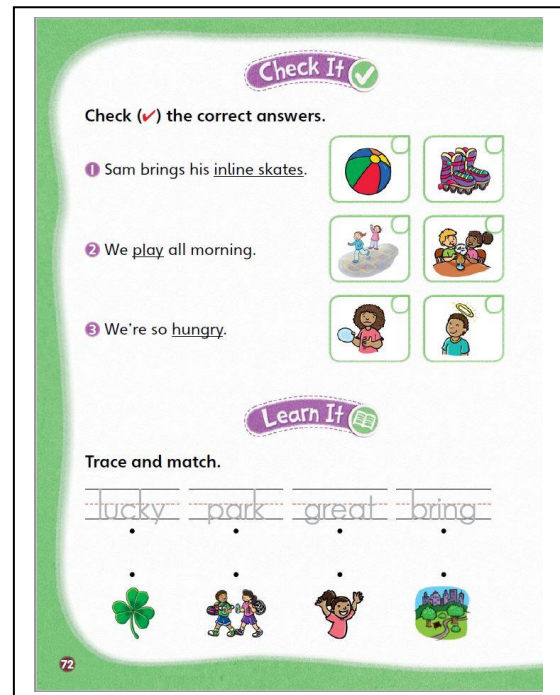 Check It
Check (✔) the correct answers.
1 Sam brings his inline skates.
2 We play all morning.
3 We're so hungry.
Learn It
Trace and match.
lucky park great bring
72